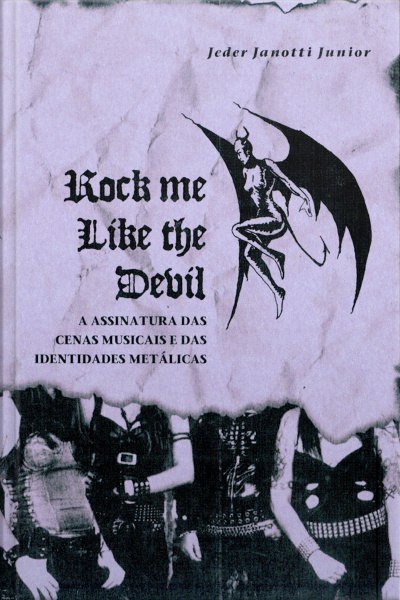 Jeder Janotti Junior
Rock me
Like the
Devil
A ASSINATURA DAS
CENAS MUSICAIS E DAS
IDENTIDADES METÁLICAS